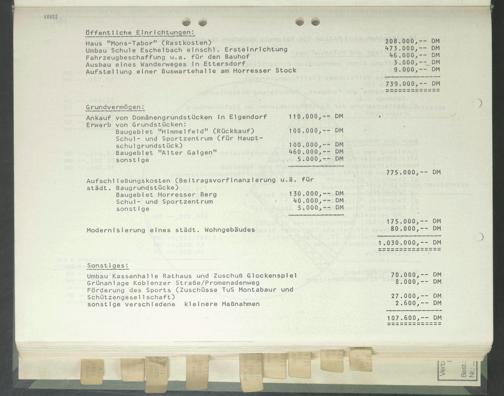 Öffentliche Einrichtungen:
Haus "Mons-Tabor" (Rastkosten) 208.000,-- DM
Umbau Schule Eschelbach einschl. Ersteinrichtung 473.000,-- DM
Fahrzeugbeschaffung u.a. für den Bauhof 46.000,-- DM
Ausbau eines Wanderweges in Ettersdorf 3.000,-- DM
Aufstellung einer Buswartehalle am Horresser Stock 9.000,-- DM
739.000,-- DM
Grundvermögen:
Ankauf von Domänengrundstücken in Elgendorf 110.000,-- DM
Erwerb von Grundstücken:
Baugebiet "Himmelfeld" (Rückkauf) 100.000,-- DM
Schul- und Sportzentrum (für Haupt-
schulgrundstück) 100.000,-- DM
Baugebiet "Alter Galgen" 460.000,-- DM
sonstige 5.000,-- DM
775.000,-- DM
Aufschließungskosten (Beitragsvorfinanzierung u.ä. für
städt. Baugrundstücke)
Baugebiet Horresser Berg 130.000,-- DM
Schul- und Sportzentrum 40.000,-- DM
sonstige 5.000,-- DM
175.000,-- DM
Modernisierung eines städt. Wohngebäudes 80.000,-- DM
1.030.000,-- DM
Sonstiges:
Umbau Kassenhalle Rathaus und Zuschuß Glockenspiel 70.000,-- DM
Grünanlage Koblenzer Straße/Promenadenweg 8.000,-- DM
Förderung des Sports (Zuschüsse TuS Montabaur und
Schützengesellschaft) 27.000,-- DM
sonstige verschiedene kleinere Maßnahmen 2.600,-- DM
107.600,-- DM
Verb
Best.